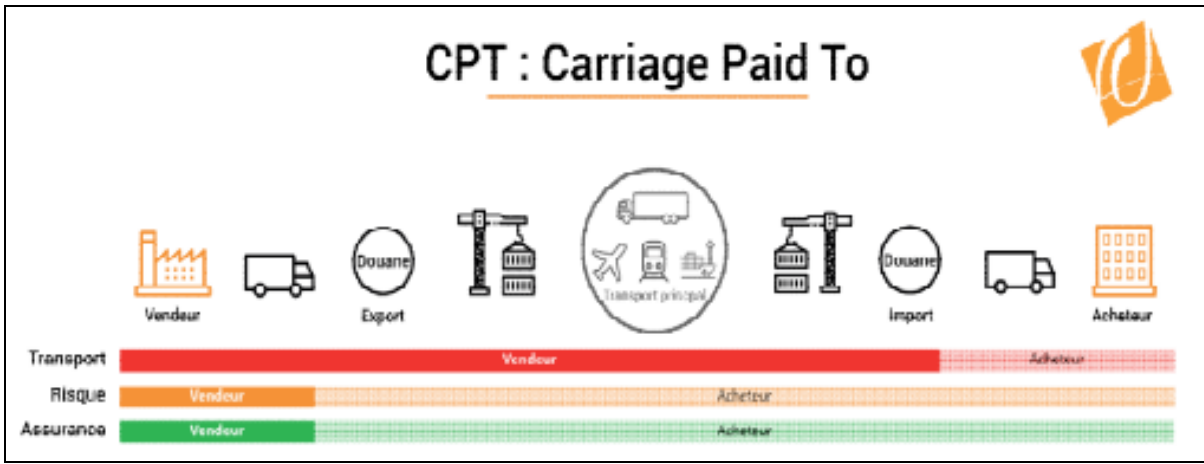 CPT : Carriage Paid To
Douane
Transport principal
Douane
Vendeur
Export
Import
Acheteur
Transport
Vendeur
Acheteur
Risque
Vendeur
Acheteur
Assurance
Vendeur
Acheteur